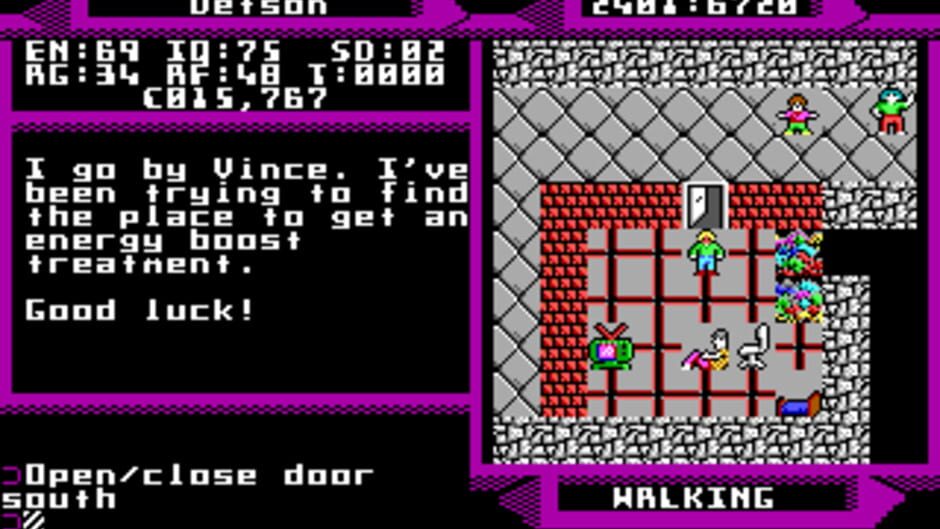 Detson
2401:6720
EN:69 IQ:75 SD:02
RG:34 RF:48 T:0000
C015,767
I go by Vince. I've
been trying to find
the place to get an
energy boost
treatment.
Good luck!
Open/close door
south
WALKING